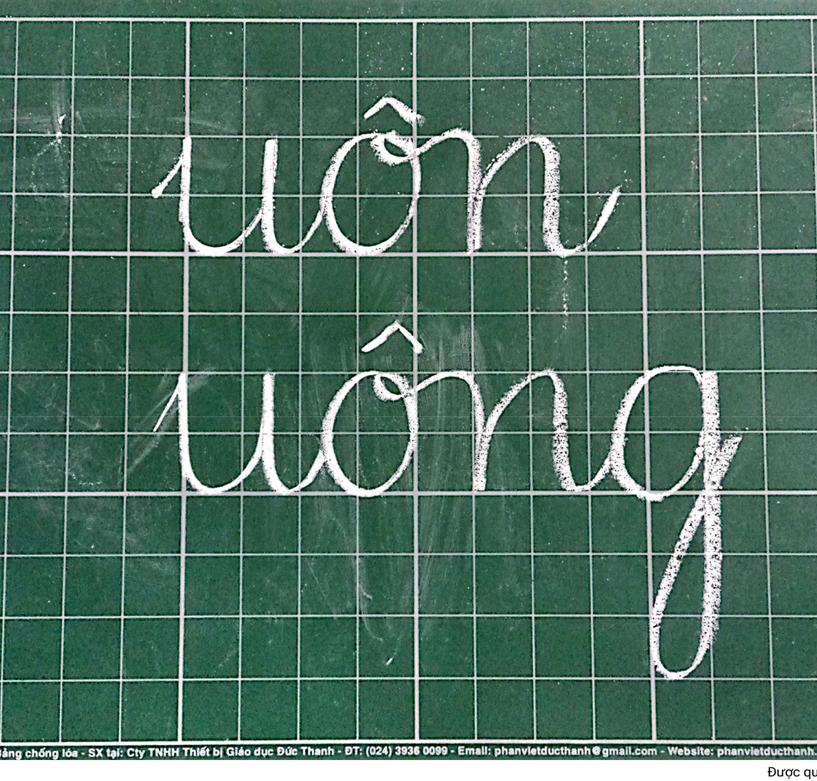 uôn
uông
Bảng chống lóa - SX tại: Cty TNHH Thiết bị Giáo dục Đức Thanh - ĐT: (024) 3936 0099 - Email: phanvietducthanh@gmail.com - Website: phanvietducthanh.
Được qu